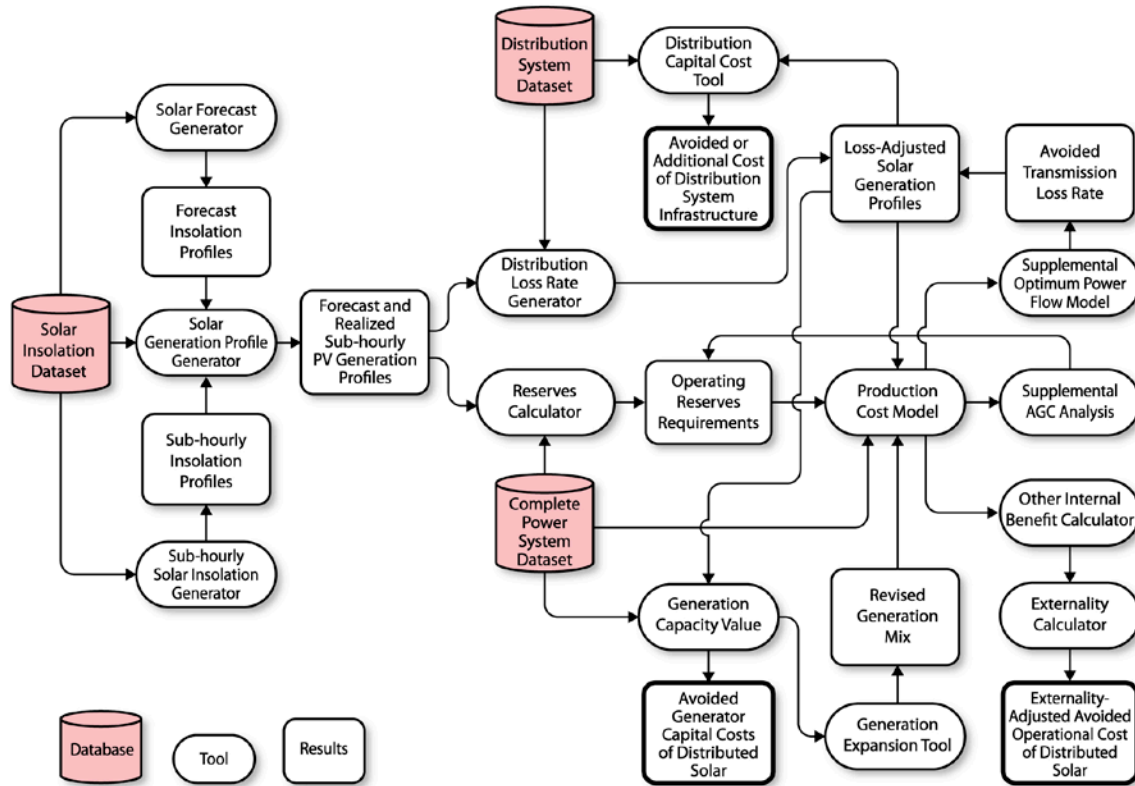 Distribution
System
Dataset
Distribution
Capital Cost
Tool
Solar Forecast
Generator
Avoided or
Additional Cost
of Distribution
System
Infrastructure
Loss-Adjusted
Solar
Generation
Profiles
Avoided
Transmission
Loss Rate
Forecast
Insolation
Profiles
Distribution
Loss Rate
Generator
Supplemental
Optimum Power
Flow Model
Solar
Insolation
Dataset
Solar
Generation Profile
Generator
Forecast and
Realized
Sub-hourly
PV Generation
Profiles
Reserves
Calculator
Operating
Reserves
Requirements
Production
Cost Model
Supplemental
AGC Analysis
Sub-hourly
Insolation
Profiles
Complete
Power
System
Dataset
Other Internal
Benefit Calculator
Sub-hourly
Solar Insolation
Generator
Generation
Capacity Value
Revised
Generation
Mix
Externality
Calculator
Avoided
Generator
Capital Costs
of Distributed
Solar
Generation
Expansion Tool
Externality-
Adjusted Avoided
Operational Cost
of Distributed
Solar
Database
Tool
Results